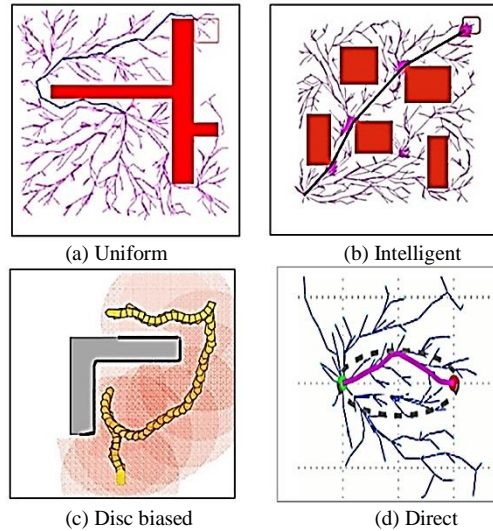 (a) Uniform
(b) Intelligent
(c) Disc biased
(d) Direct